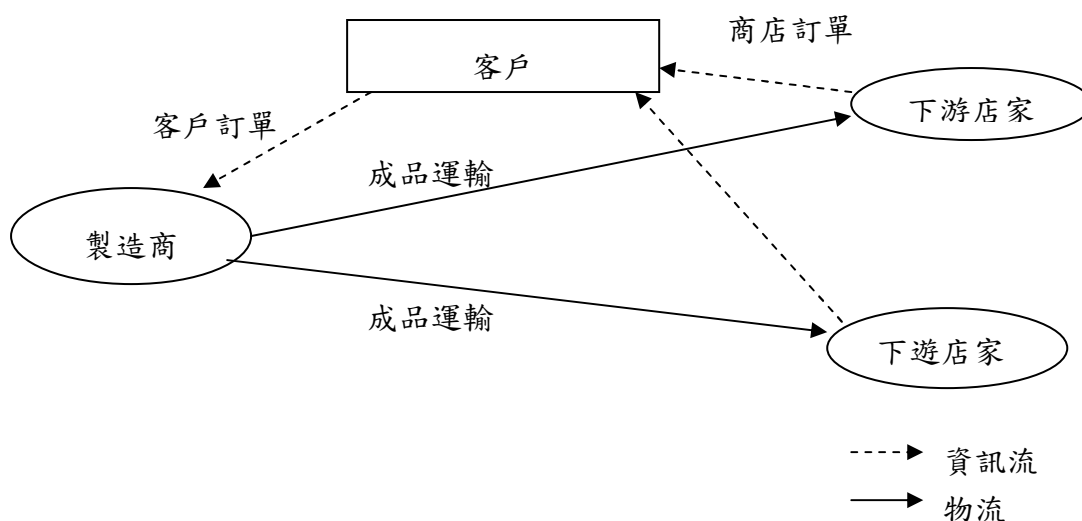 商店訂單
客戶
下游店家
客戶訂單
成品運輸
製造商
成品運輸
下遊店家
資訊流
物流